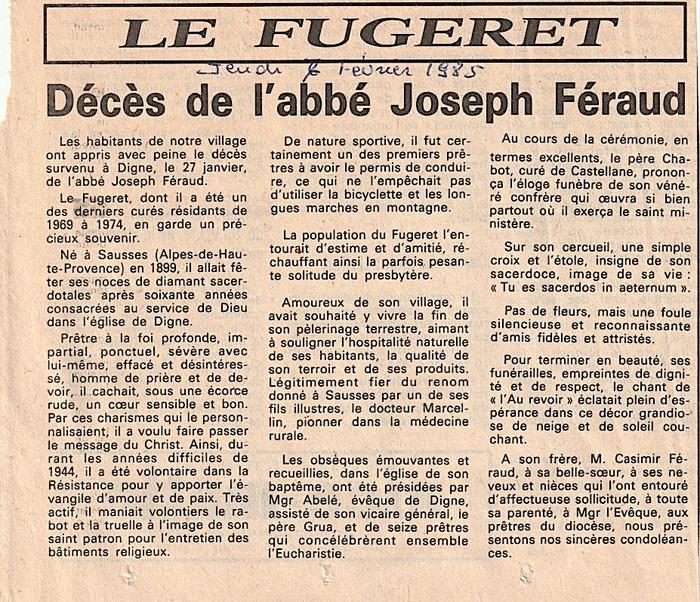 LE FUGERET
Jeudi 7 Février 1985
Décès de l'abbé Joseph Féraud
Les habitants de notre village
ont appris avec peine le décès
survenu à Digne, le 27 janvier,
de l'abbé Joseph Féraud.
Le Fugeret, dont il a été un
des derniers curés résidants de
1969 à 1974, en garde un pré-
cieux souvenir.
Né à Sausses (Alpes-de-Hau-
te-Provence) en 1899, il allait fê-
ter ses noces de diamant sacer-
dotales après soixante années
consacrées au service de Dieu
dans l'église de Digne.
Prêtre à la foi profonde, im-
partial, ponctuel, sévère avec
lui-même, effacé et désintéres-
sé, homme de prière et de de-
voir, il cachait, sous une écorce
rude, un cœur sensible et bon.
Par ces charismes qui le person-
nalisaient, il a voulu faire passer
le message du Christ. Ainsi, du-
rant les années difficiles de
1944, il a été volontaire dans la
Résistance pour y apporter l'é-
vangile d'amour et de paix. Très
actif, il maniait volontiers le ra-
bot et la truelle à l'image de son
saint patron pour l'entretien des
bâtiments religieux.
De nature sportive, il fut cer-
tainement un des premiers prê-
tres à avoir le permis de condui-
re, ce qui ne l'empêchait pas
d'utiliser la bicyclette et les lon-
gues marches en montagne.
La population du Fugeret l'en-
tourait d'estime et d'amitié, ré-
chauffant ainsi la parfois pesan-
te solitude du presbytère.
Amoureux de son village, il
avait souhaité y vivre la fin de
son pèlerinage terrestre, aimant
à souligner l'hospitalité naturelle
de ses habitants, la qualité de
son terroir et de ses produits.
Légitimement fier du renom
donné à Sausses par un de ses
fils illustres, le docteur Marcel-
lin, pionner dans la médecine
rurale.
Les obsèques émouvantes et
recueillies, dans l'église de son
baptême, ont été présidées par
Mgr Abelé, évêque de Digne,
assisté de son vicaire général, le
père Grua, et de seize prêtres
qui concélébrèrent ensemble
l'Eucharistie.
Au cours de la cérémonie, en
termes excellents, le père Cha-
bot, curé de Castellane, pronon-
ça l'éloge funèbre de son véné-
ré confrère qui œuvra si bien
partout où il exerça le saint mi-
nistère.
Sur son cercueil, une simple
croix et l'étole, insigne de son
sacerdoce, image de sa vie :
« Tu es sacerdos in aeternum ».
Pas de fleurs, mais une foule
silencieuse et reconnaissante
d'amis fidèles et attristés.
Pour terminer en beauté, ses
funérailles, empreintes de digni-
té et de respect, le chant de
« l'Au revoir » éclatait plein d'es-
pérance dans ce décor grandio-
se de neige et de soleil cou-
chant.
A son frère, M. Casimir Fé-
raud, à sa belle-sœur, à ses ne-
veux et nièces qui l'ont entouré
d'affectueuse sollicitude, à toute
sa parenté, à Mgr l'Evêque, aux
prêtres du diocèse, nous pré-
sentons nos sincères condoléan-
ces.